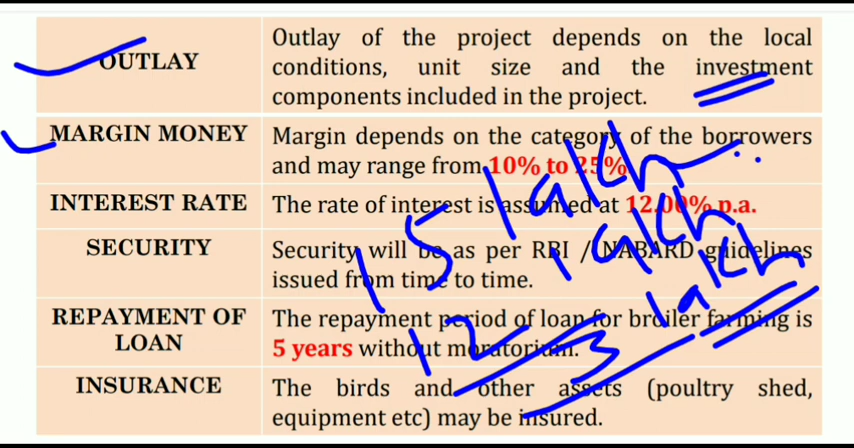 OUTLAY
Outlay of the project depends on the local
conditions, unit size and the investment
components included in the project.
MARGIN MONEY
Margin depends on the category of the borrowers
and may range from 10% to 25%
INTEREST RATE
The rate of interest is assumed at 12.00% p.a.
SECURITY
Security will be as per RBI / NABARD guidelines
issued from time to time.
REPAYMENT OF
LOAN
The repayment period of loan for broiler farming is
5 years without moratorium.
INSURANCE
The birds and other assets (poultry shed,
equipment etc) may be insured.
15 lakh
1 lakh
12 3 lakh